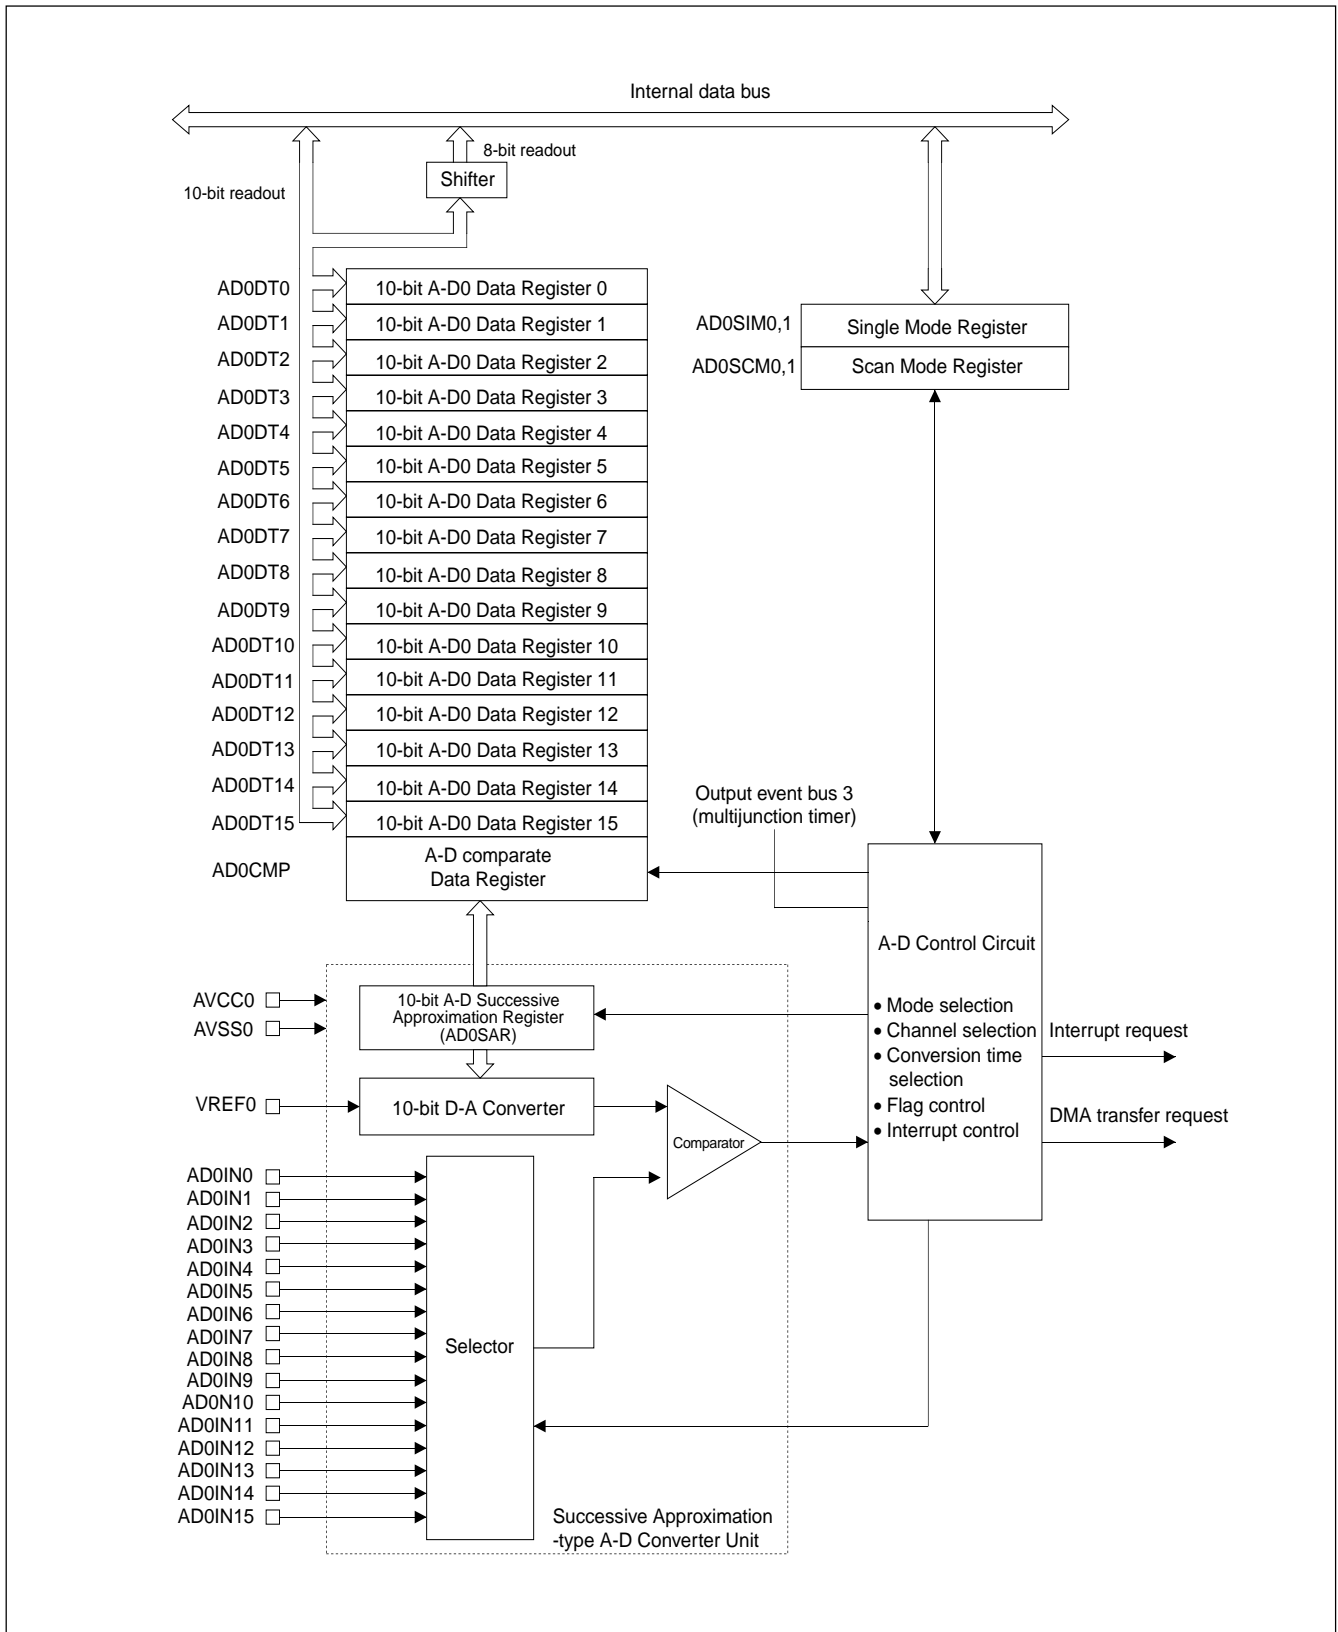 Internal data bus
8-bit readout
Shifter
10-bit readout
AD0DT0
10-bit A-D0 Data Register 0
AD0DT1
10-bit A-D0 Data Register 1
AD0DT2
10-bit A-D0 Data Register 2
AD0DT3
10-bit A-D0 Data Register 3
AD0DT4
10-bit A-D0 Data Register 4
AD0DT5
10-bit A-D0 Data Register 5
AD0DT6
10-bit A-D0 Data Register 6
AD0DT7
10-bit A-D0 Data Register 7
AD0DT8
10-bit A-D0 Data Register 8
AD0DT9
10-bit A-D0 Data Register 9
AD0DT10
10-bit A-D0 Data Register 10
AD0DT11
10-bit A-D0 Data Register 11
AD0DT12
10-bit A-D0 Data Register 12
AD0DT13
10-bit A-D0 Data Register 13
AD0DT14
10-bit A-D0 Data Register 14
AD0DT15
10-bit A-D0 Data Register 15
AD0CMP
A-D comparate
Data Register
AD0SIM0,1
Single Mode Register
AD0SCM0,1
Scan Mode Register
Output event bus 3
(multijunction timer)
A-D Control Circuit
• Mode selection
• Channel selection
• Conversion time
selection
• Flag control
• Interrupt control
Interrupt request
DMA transfer request
AVCC0
AVSS0
10-bit A-D Successive
Approximation Register
(AD0SAR)
VREF0
10-bit D-A Converter
Comparator
AD0IN0
AD0IN1
AD0IN2
AD0IN3
AD0IN4
AD0IN5
AD0IN6
AD0IN7
AD0IN8
AD0IN9
AD0N10
AD0IN11
AD0IN12
AD0IN13
AD0IN14
AD0IN15
Selector
Successive Approximation
-type A-D Converter Unit